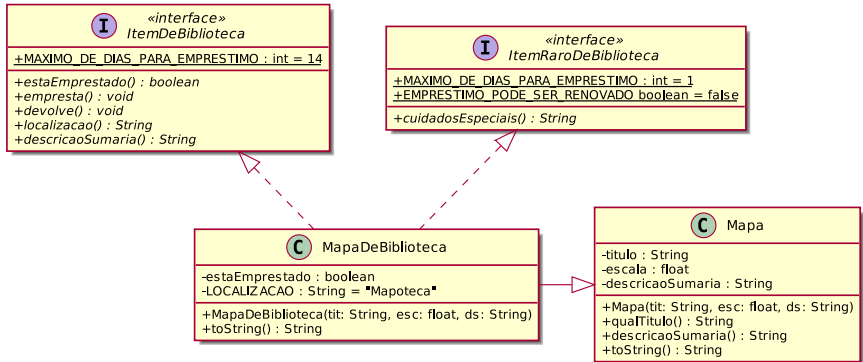 I
«interface»
ItemDeBiblioteca
+MAXIMO_DE_DIAS_PARA_EMPRESTIMO : int = 14
+estaEmprestado() : boolean
+empresta() : void
+devolve() : void
+localizacao() : String
+descricaoSumaria() : String
I
«interface»
ItemRaroDeBiblioteca
+MAXIMO_DE_DIAS_PARA_EMPRESTIMO : int = 1
+EMPRESTIMO_PODE_SER_RENOVADO boolean = false
+cuidadosEspeciais() : String
C
MapaDeBiblioteca
-estaEmprestado : boolean
-LOCALIZACAO : String = "Mapoteca"
+MapaDeBiblioteca(tit: String, esc: float, ds: String)
+toString() : String
C
Mapa
-titulo : String
-escala : float
-descricaoSumaria : String
+Mapa(tit: String, esc: float, ds: String)
+qualTitulo() : String
+descricaoSumaria() : String
+toString() : String